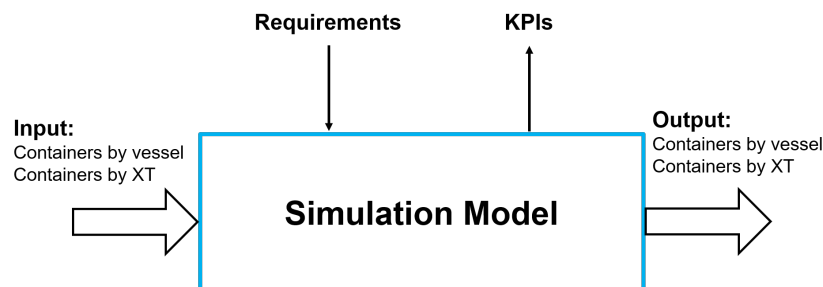 Requirements
KPIs
Input:
Containers by vessel
Containers by XT
Output:
Containers by vessel
Containers by XT
Simulation Model